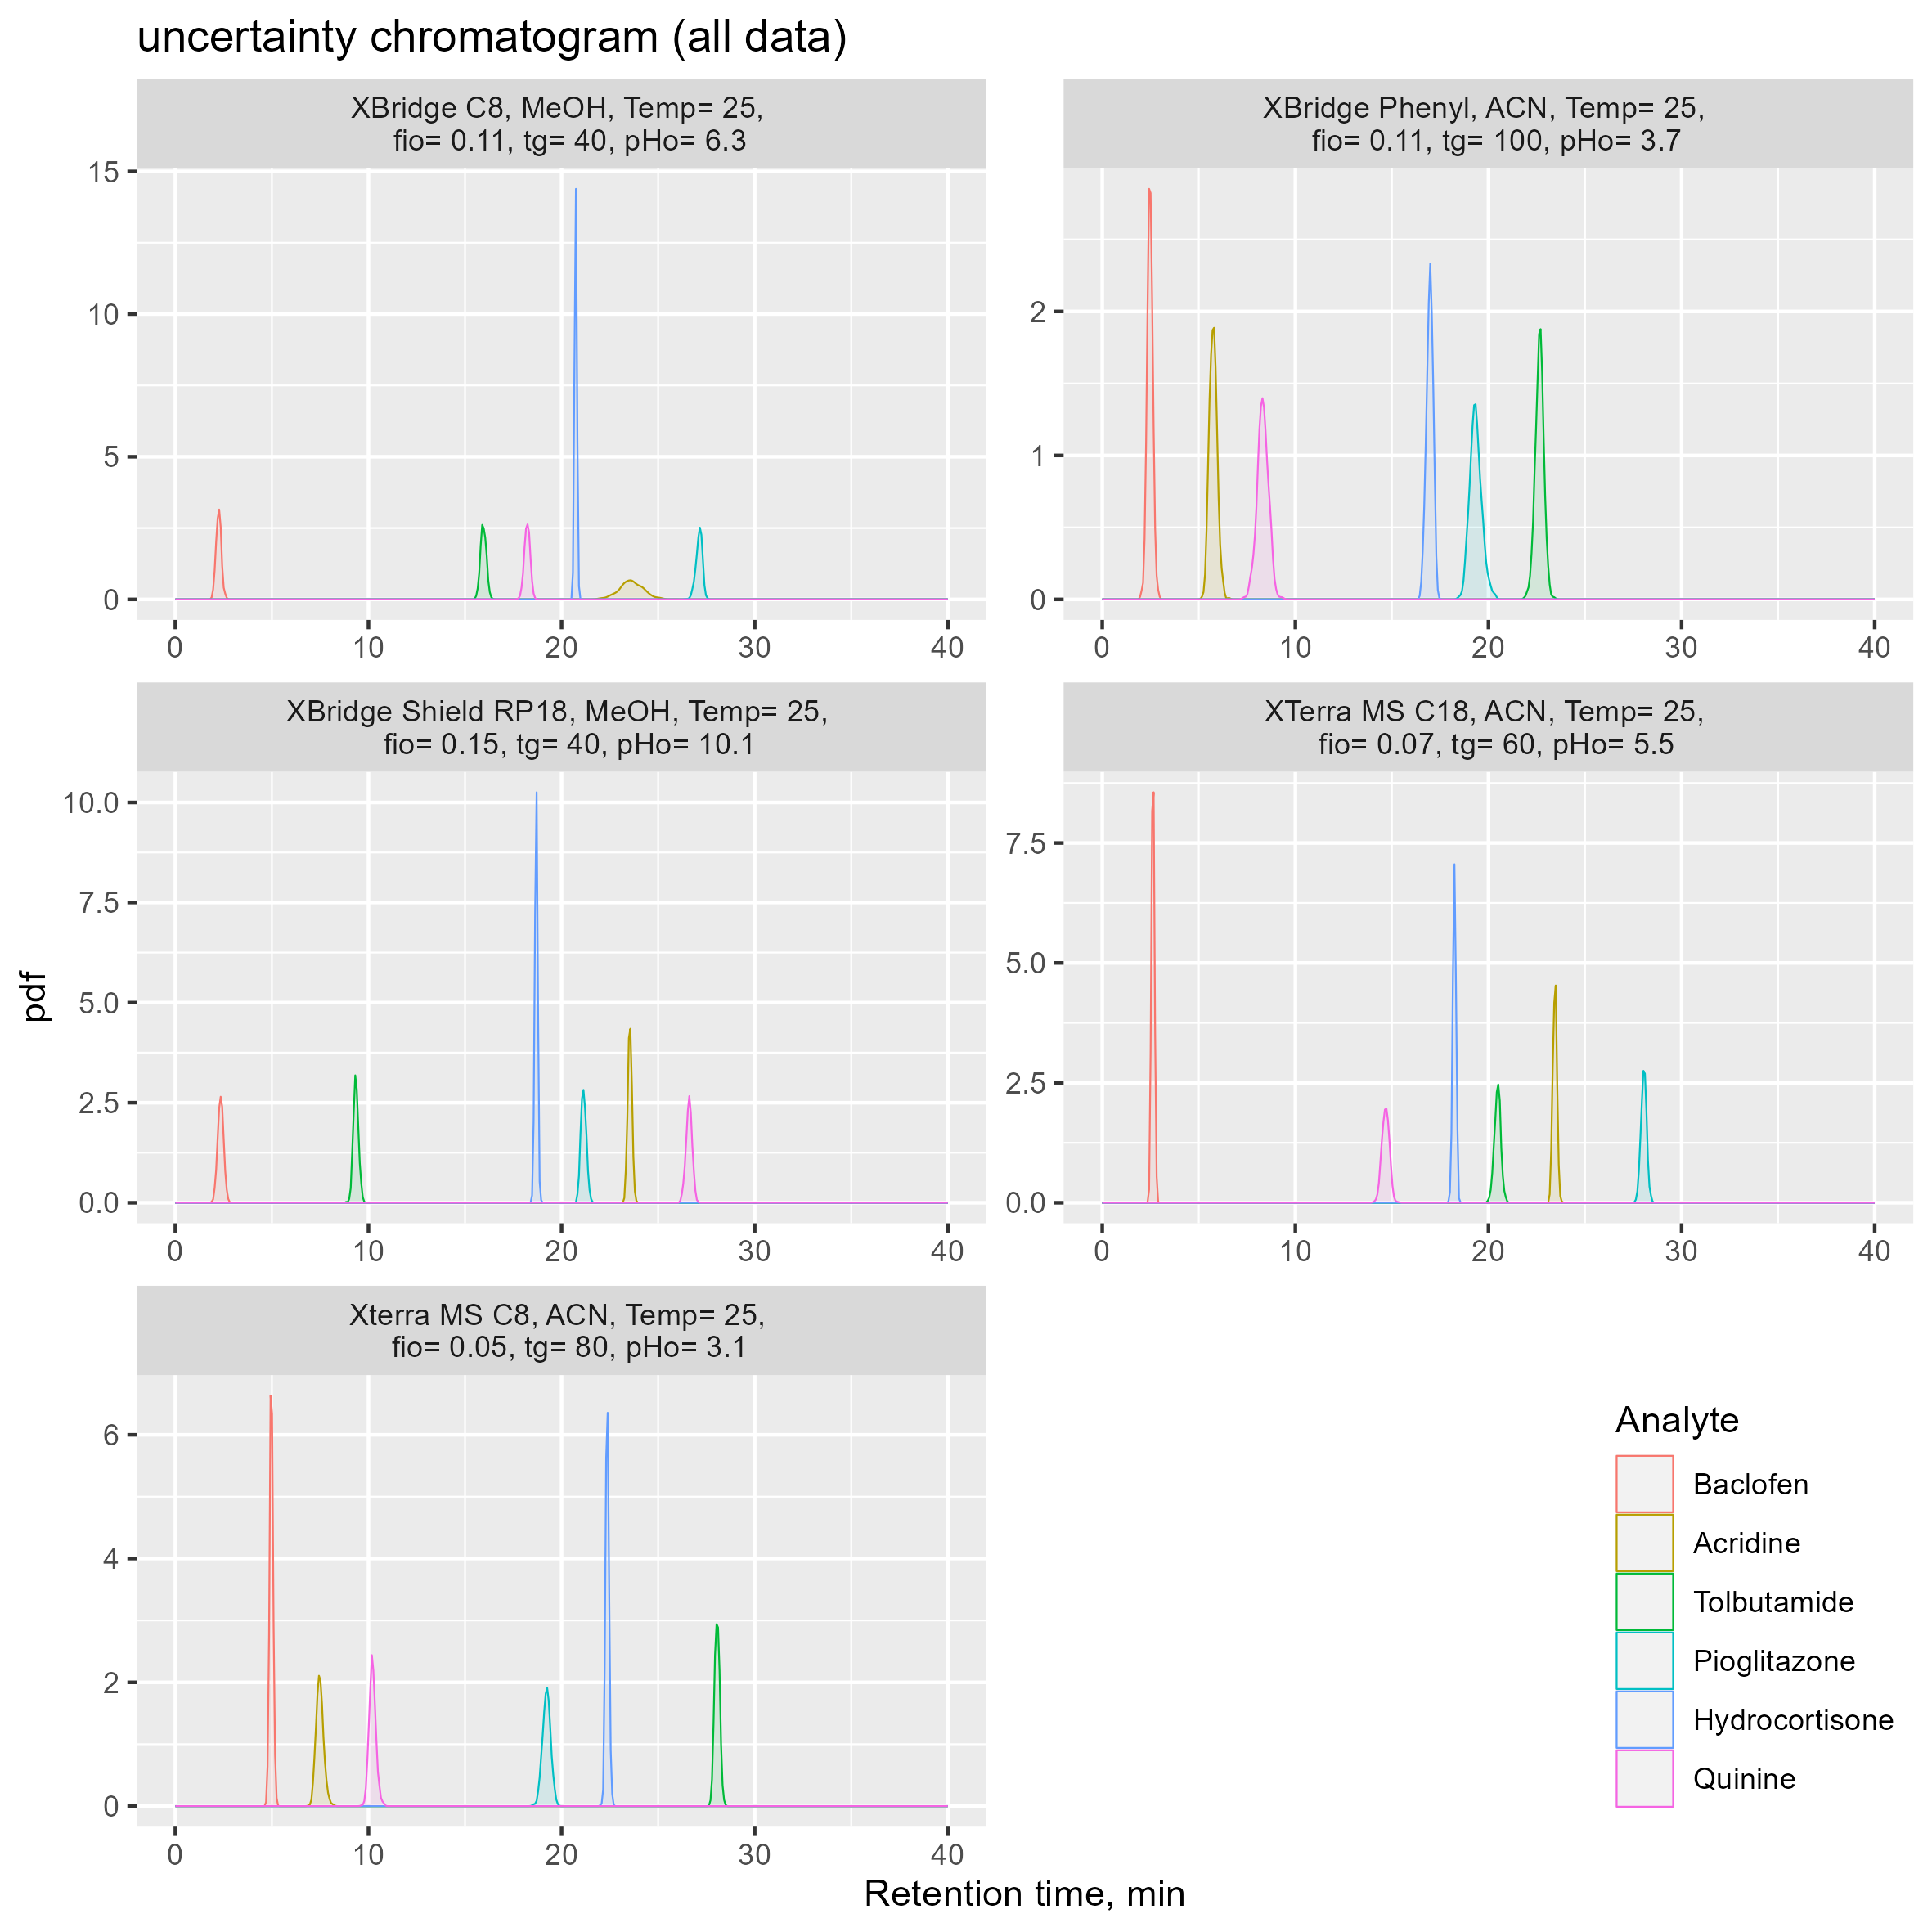 uncertainty chromatogram (all data)
XBridge C8, MeOH, Temp= 25,
fio= 0.11, tg= 40, pHo= 6.3
15
10
5
0
0 10 20 30 40
XBridge Phenyl, ACN, Temp= 25,
fio= 0.11, tg= 100, pHo= 3.7
2
1
0
0 10 20 30 40
XBridge Shield RP18, MeOH, Temp= 25,
fio= 0.15, tg= 40, pHo= 10.1
10.0
7.5
5.0
2.5
0.0
0 10 20 30 40
XTerra MS C18, ACN, Temp= 25,
fio= 0.07, tg= 60, pHo= 5.5
7.5
5.0
2.5
0.0
0 10 20 30 40
pdf
Xterra MS C8, ACN, Temp= 25,
fio= 0.05, tg= 80, pHo= 3.1
6
4
2
0
0 10 20 30 40
Retention time, min
Analyte
Baclofen
Acridine
Tolbutamide
Pioglitazone
Hydrocortisone
Quinine